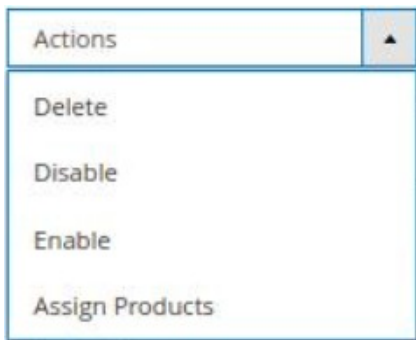 Actions
Delete
Disable
Enable
Assign Products